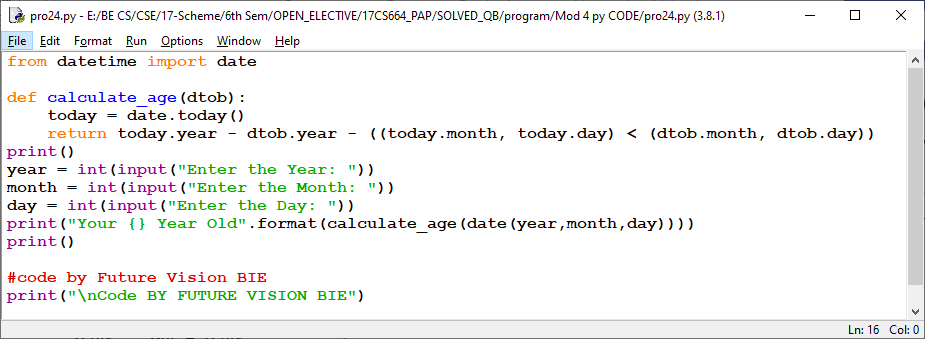 pro24.py - E:/BE CS/CSE/17-Scheme/6th Sem/OPEN_ELECTIVE/17CS664_PAP/SOLVED_QB/program/Mod 4 py CODE/pro24.py (3.8.1)
File Edit Format Run Options Window Help
from datetime import date
def calculate_age(dtob):
    today = date.today()
    return today.year - dtob.year - ((today.month, today.day) < (dtob.month, dtob.day))
print()
year = int(input("Enter the Year: "))
month = int(input("Enter the Month: "))
day = int(input("Enter the Day: "))
print("Your {} Year Old".format(calculate_age(date(year,month,day))))
print()
#code by Future Vision BIE
print("\nCode BY FUTURE VISION BIE")
Ln: 16 Col: 0